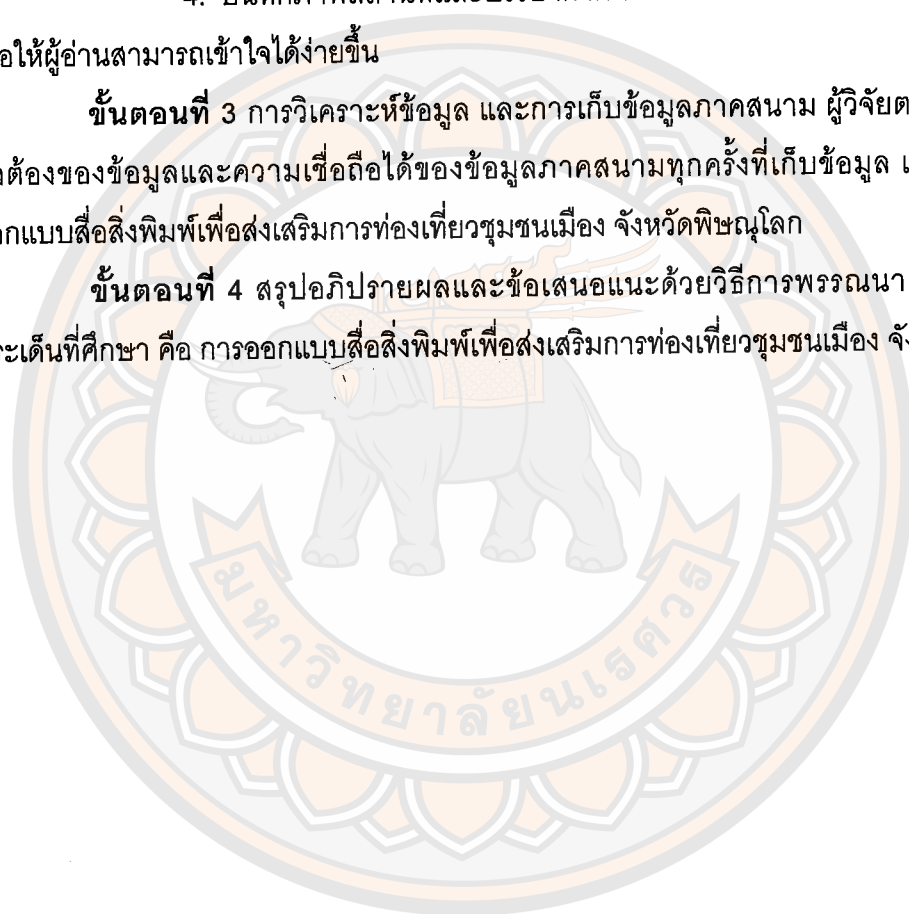 4.
อให้ผู้อ่านสามารถเข้าใจได้ง่ายขึ้น
ขั้นตอนที่ 3 การวิเคราะห์ข้อมูล และการเก็บข้อมูลภาคสนาม ผู้วิจัยต
ต้องของข้อมูลและความเชื่อถือได้ของข้อมูลภาคสนามทุกครั้งที่เก็บข้อมูล เ
อกแบบสื่อสิ่งพิมพ์เพื่อส่งเสริมการท่องเที่ยวชุมชนเมือง จังหวัดพิษณุโลก
ขั้นตอนที่ 4 สรุปอภิปรายผลและข้อเสนอแนะด้วยวิธีการพรรณนา
ระเด็นที่ศึกษา คือ การออกแบบสื่อสิ่งพิมพ์เพื่อส่งเสริมการท่องเที่ยวชุมชนเมือง จัง
มหาวิทยาลัยนเรศวร